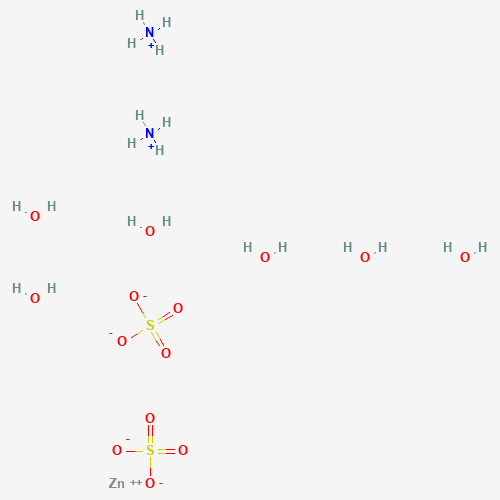 H H
N
H + H
H H
N
H + H
H H H H
O O
H H H H H H
O O O
H H
O
O - O
S
- O O
O
-
O S O
Zn ++ O -